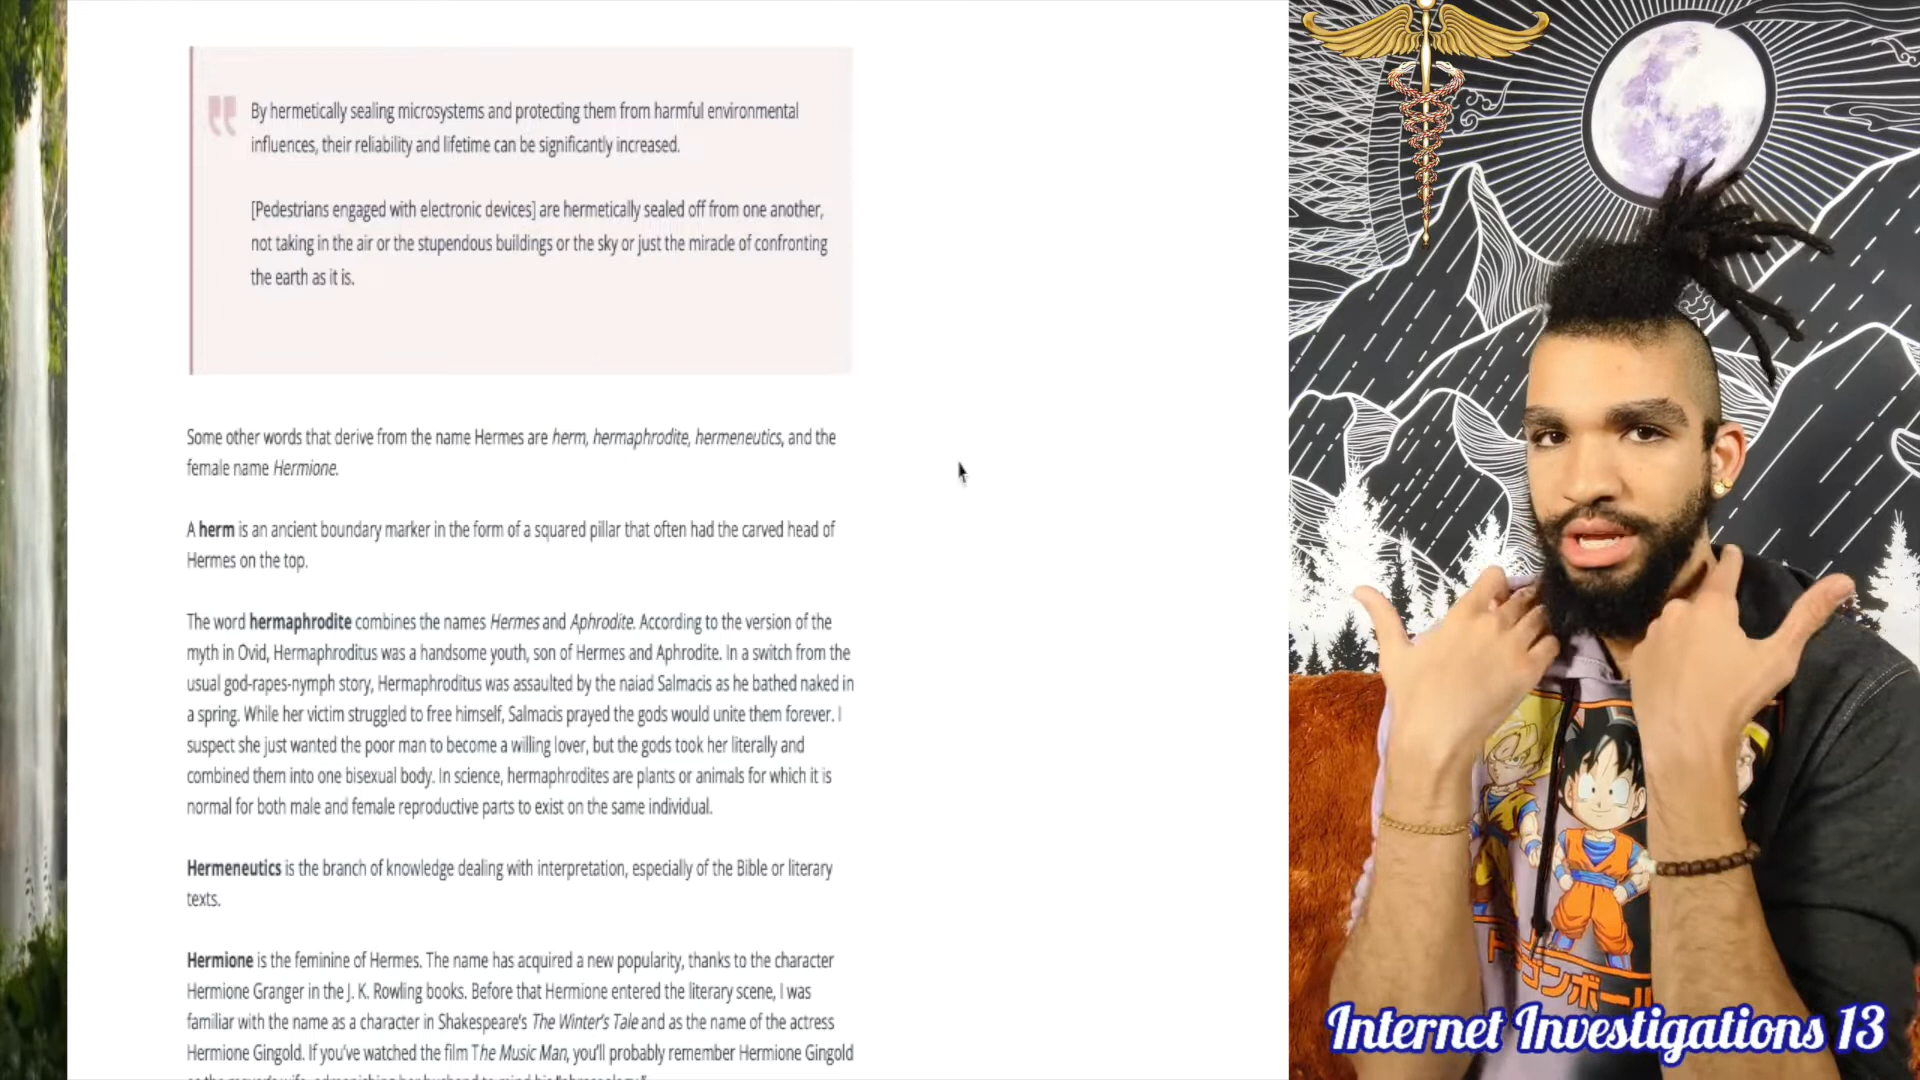 By hermetically sealing microsystems and protecting them from harmful environmental
influences, their reliability and lifetime can be significantly increased.
[Pedestrians engaged with electronic devices] are hermetically sealed off from one another,
not taking in the air or the stupendous buildings or the sky or just the miracle of confronting
the earth as it is.
Some other words that derive from the name Hermes are herm, hermaphrodite, hermeneutics, and the
female name Hermione.
A herm is an ancient boundary marker in the form of a squared pillar that often had the carved head of
Hermes on the top.
The word hermaphrodite combines the names Hermes and Aphrodite. According to the version of the
myth in Ovid, Hermaphroditus was a handsome youth, son of Hermes and Aphrodite. In a switch from the
usual god-rapes-nymph story, Hermaphroditus was assaulted by the naiad Salmacis as he bathed naked in
a spring. While her victim struggled to free himself, Salmacis prayed the gods would unite them forever. I
suspect she just wanted the poor man to become a willing lover, but the gods took her literally and
combined them into one bisexual body. In science, hermaphrodites are plants or animals for which it is
normal for both male and female reproductive parts to exist on the same individual.
Hermeneutics is the branch of knowledge dealing with interpretation, especially of the Bible or literary
texts.
Hermione is the feminine of Hermes. The name has acquired a new popularity, thanks to the character
Hermione Granger in the J. K. Rowling books. Before that Hermione entered the literary scene, I was
familiar with the name as a character in Shakespeare's The Winter's Tale and as the name of the actress
Hermione Gingold. If you've watched the film The Music Man, you'll probably remember Hermione Gingold
ゴンボール
Internet Investigations 13